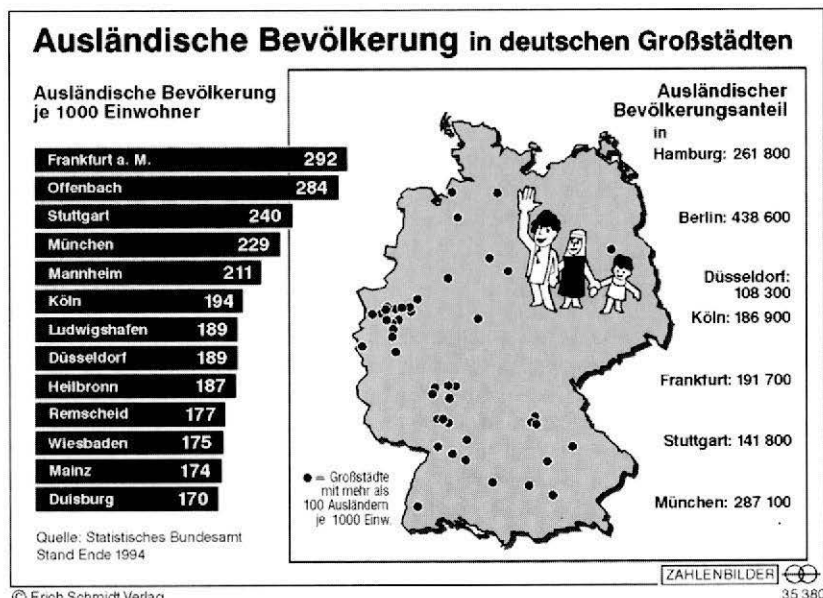 Ausländische Bevölkerung in deutschen Großstädten
Ausländische Bevölkerung
je 1000 Einwohner
Frankfurt a. M. 292
Offenbach 284
Stuttgart 240
München 229
Mannheim 211
Köln 194
Ludwigshafen 189
Düsseldorf 189
Heilbronn 187
Remscheid 177
Wiesbaden 175
Mainz 174
Duisburg 170
Quelle: Statistisches Bundesamt
Stand Ende 1994
Ausländischer
Bevölkerungsanteil
in
Hamburg: 261 800
Berlin: 438 600
Düsseldorf:
108 300
Köln: 186 900
Frankfurt: 191 700
Stuttgart: 141 800
München: 287 100
● = Großstädte
mit mehr als
100 Ausländern
je 1000 Einw.
ZAHLENBILDER
© Erich Schmidt Verlag
35 380